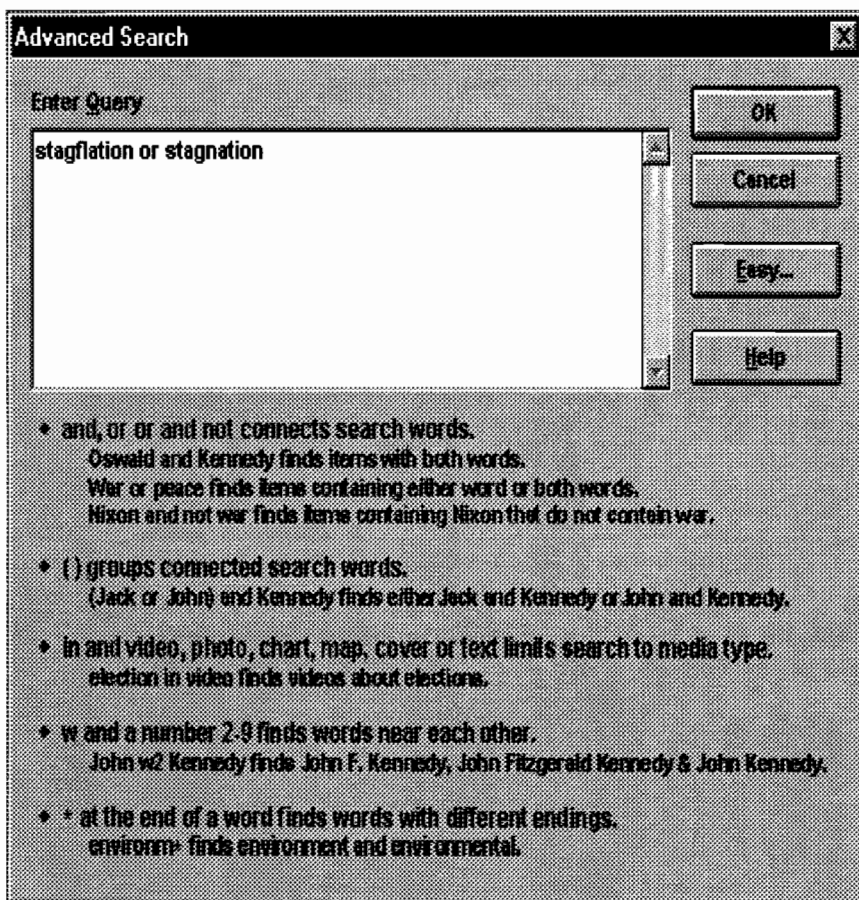 Advanced Search
Enter Query
stagflation or stagnation
OK
Cancel
Easy...
Help
• and, or or and not connects search words.
Oswald and Kennedy finds items with both words.
War or peace finds items containing either word or both words.
Nixon and not war finds items containing Nixon that do not contain war.
• ( ) groups connected search words.
(Jack or John) and Kennedy finds either Jack and Kennedy or John and Kennedy.
• in and video, photo, chart, map, cover or text limits search to media type.
election in video finds videos about elections.
• w and a number 2-9 finds words near each other.
John w2 Kennedy finds John F. Kennedy, John Fitzgerald Kennedy & John Kennedy.
• + at the end of a word finds words with different endings.
environm+ finds environment and environmental.